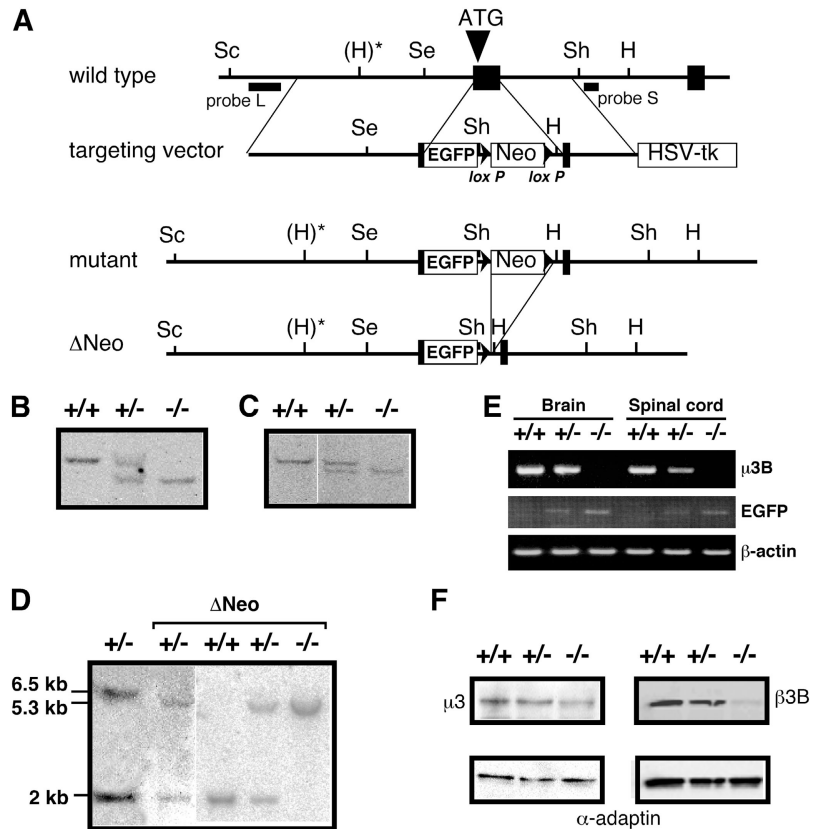 A
ATG
Sc (H)* Se Sh H
wild type
probe L probe S
Se Sh H
targeting vector EGFP Neo HSV-tk
lox P lox P
Sc (H)* Se Sh H Sh H
mutant EGFP Neo
Sc (H)* Se Sh H Sh H
ΔNeo EGFP
B +/+ +/- -/-
C +/+ +/- -/-
E Brain Spinal cord
+/+ +/- -/- +/+ +/- -/-
μ3B
EGFP
β-actin
D ΔNeo
+/- +/- +/+ +/- -/-
6.5 kb
5.3 kb
2 kb
F +/+ +/- -/- +/+ +/- -/-
μ3 β3B
α-adaptin